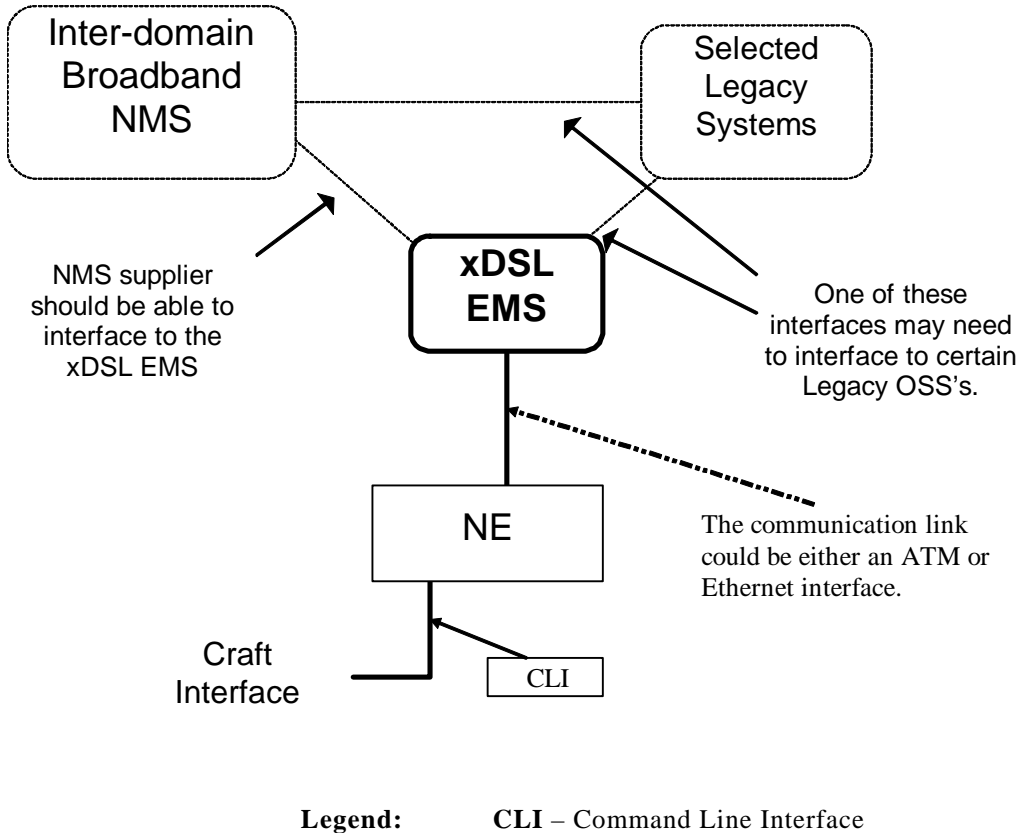 Inter-domain
Broadband
NMS
Selected
Legacy
Systems
xDSL
EMS
NMS supplier
should be able to
interface to the
xDSL EMS
One of these
interfaces may need
to interface to certain
Legacy OSS's.
NE
The communication link
could be either an ATM or
Ethernet interface.
Craft
Interface
CLI
Legend: CLI – Command Line Interface